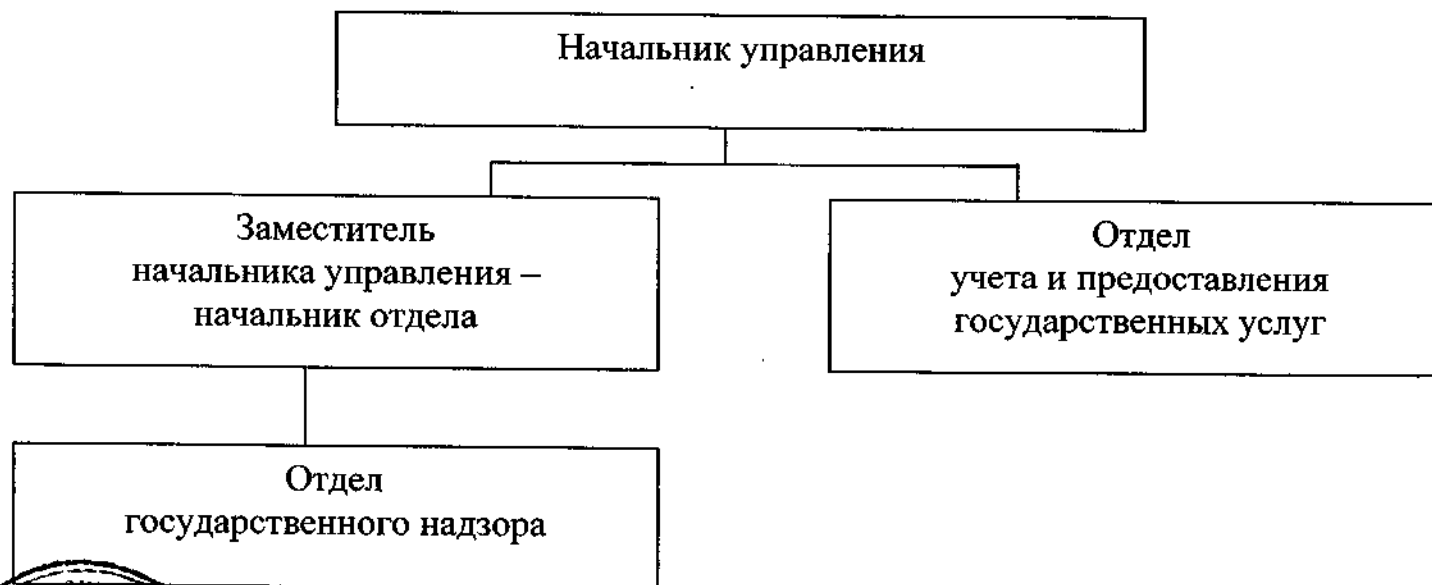 Начальник управления
Заместитель
начальника управления –
начальник отдела
Отдел
учета и предоставления
государственных услуг
Отдел
государственного надзора